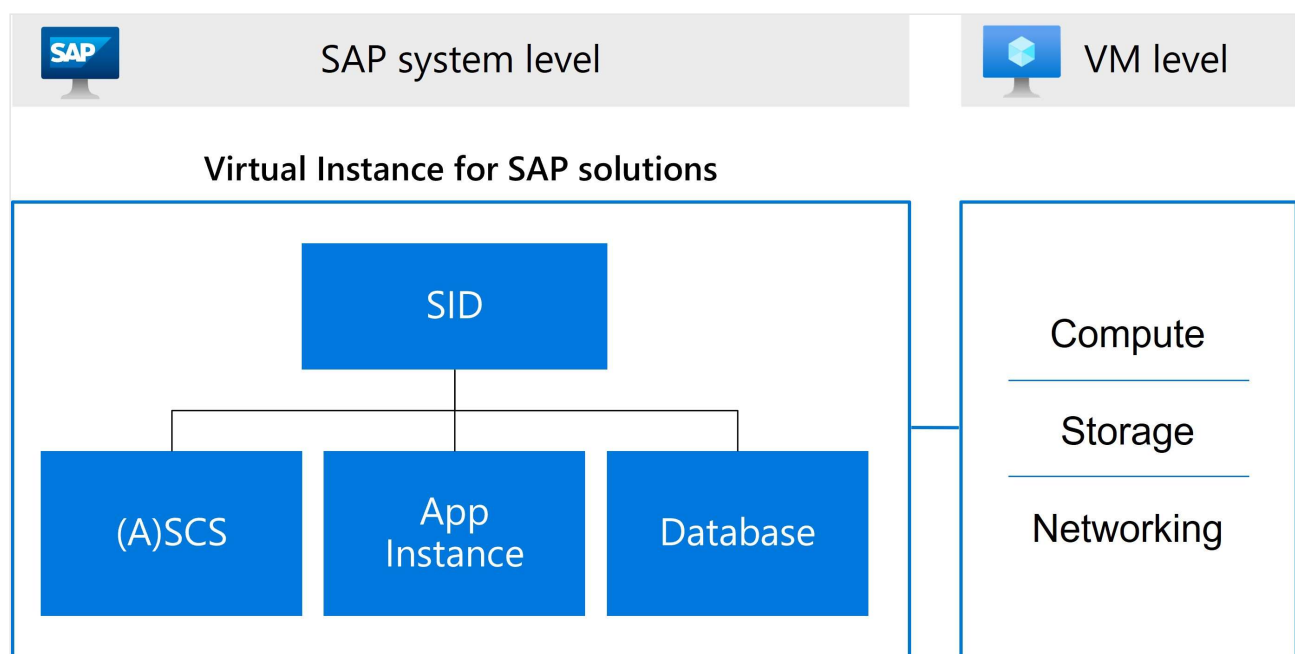 SAP
SAP system level
VM level
Virtual Instance for SAP solutions
SID
(A)SCS
App
Instance
Database
Compute
Storage
Networking